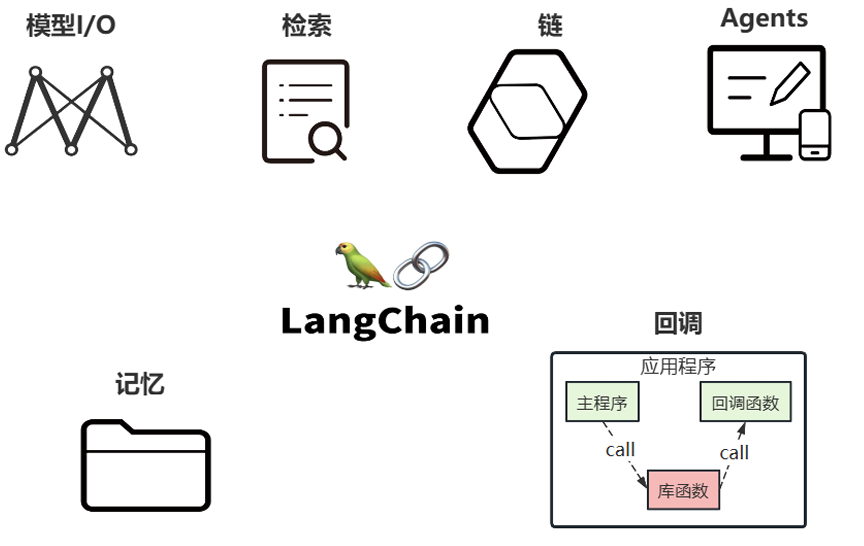 模型I/O
检索
链
Agents
LangChain
回调
应用程序
主程序
回调函数
call
call
库函数
记忆